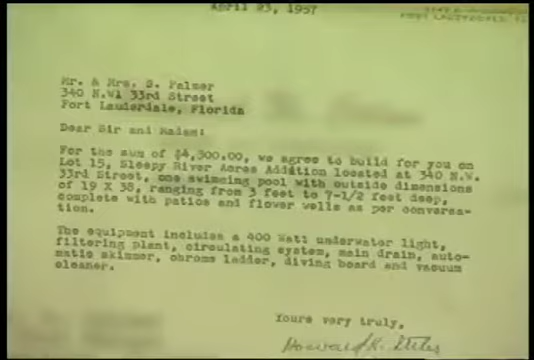 April 23, 1957
Mr. & Mrs. S. Palmer
340 N.W. 33rd Street
Fort Lauderdale, Florida
Dear Sir and Madam:
For the sum of $4,300.00, we agree to build for you on
Lot 15, Sleepy River Acres Addition located at 340 N.W.
33rd Street, one swimming pool with outside dimensions
of 19 X 38, ranging from 3 feet to 7-1/2 feet deep,
complete with patios and flower wells as per conversa-
tion.
The equipment includes a 400 Watt underwater light,
filtering plant, circulating system, main drain, auto-
matic skimmer, chrome ladder, diving board and vacuum
cleaner.
Yours very truly,
Howard